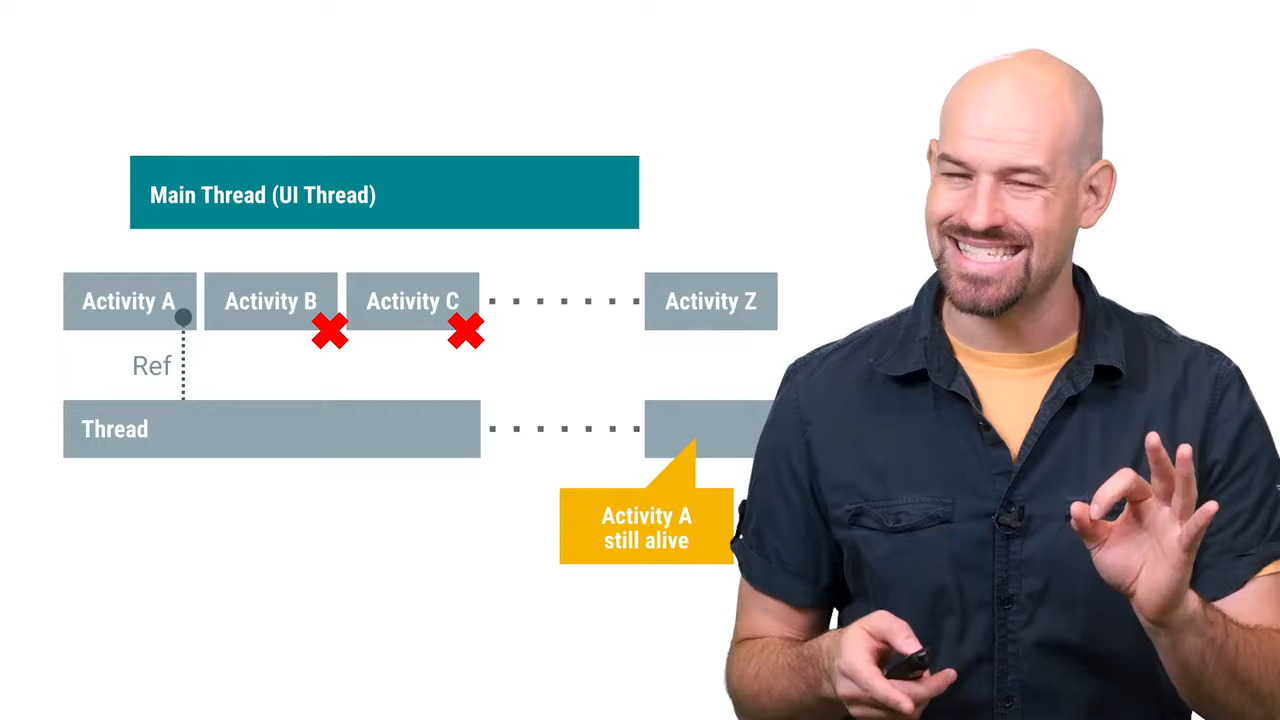 Main Thread (UI Thread)
Activity A
Activity B
Activity C
Activity Z
Ref
Thread
Activity A
still alive